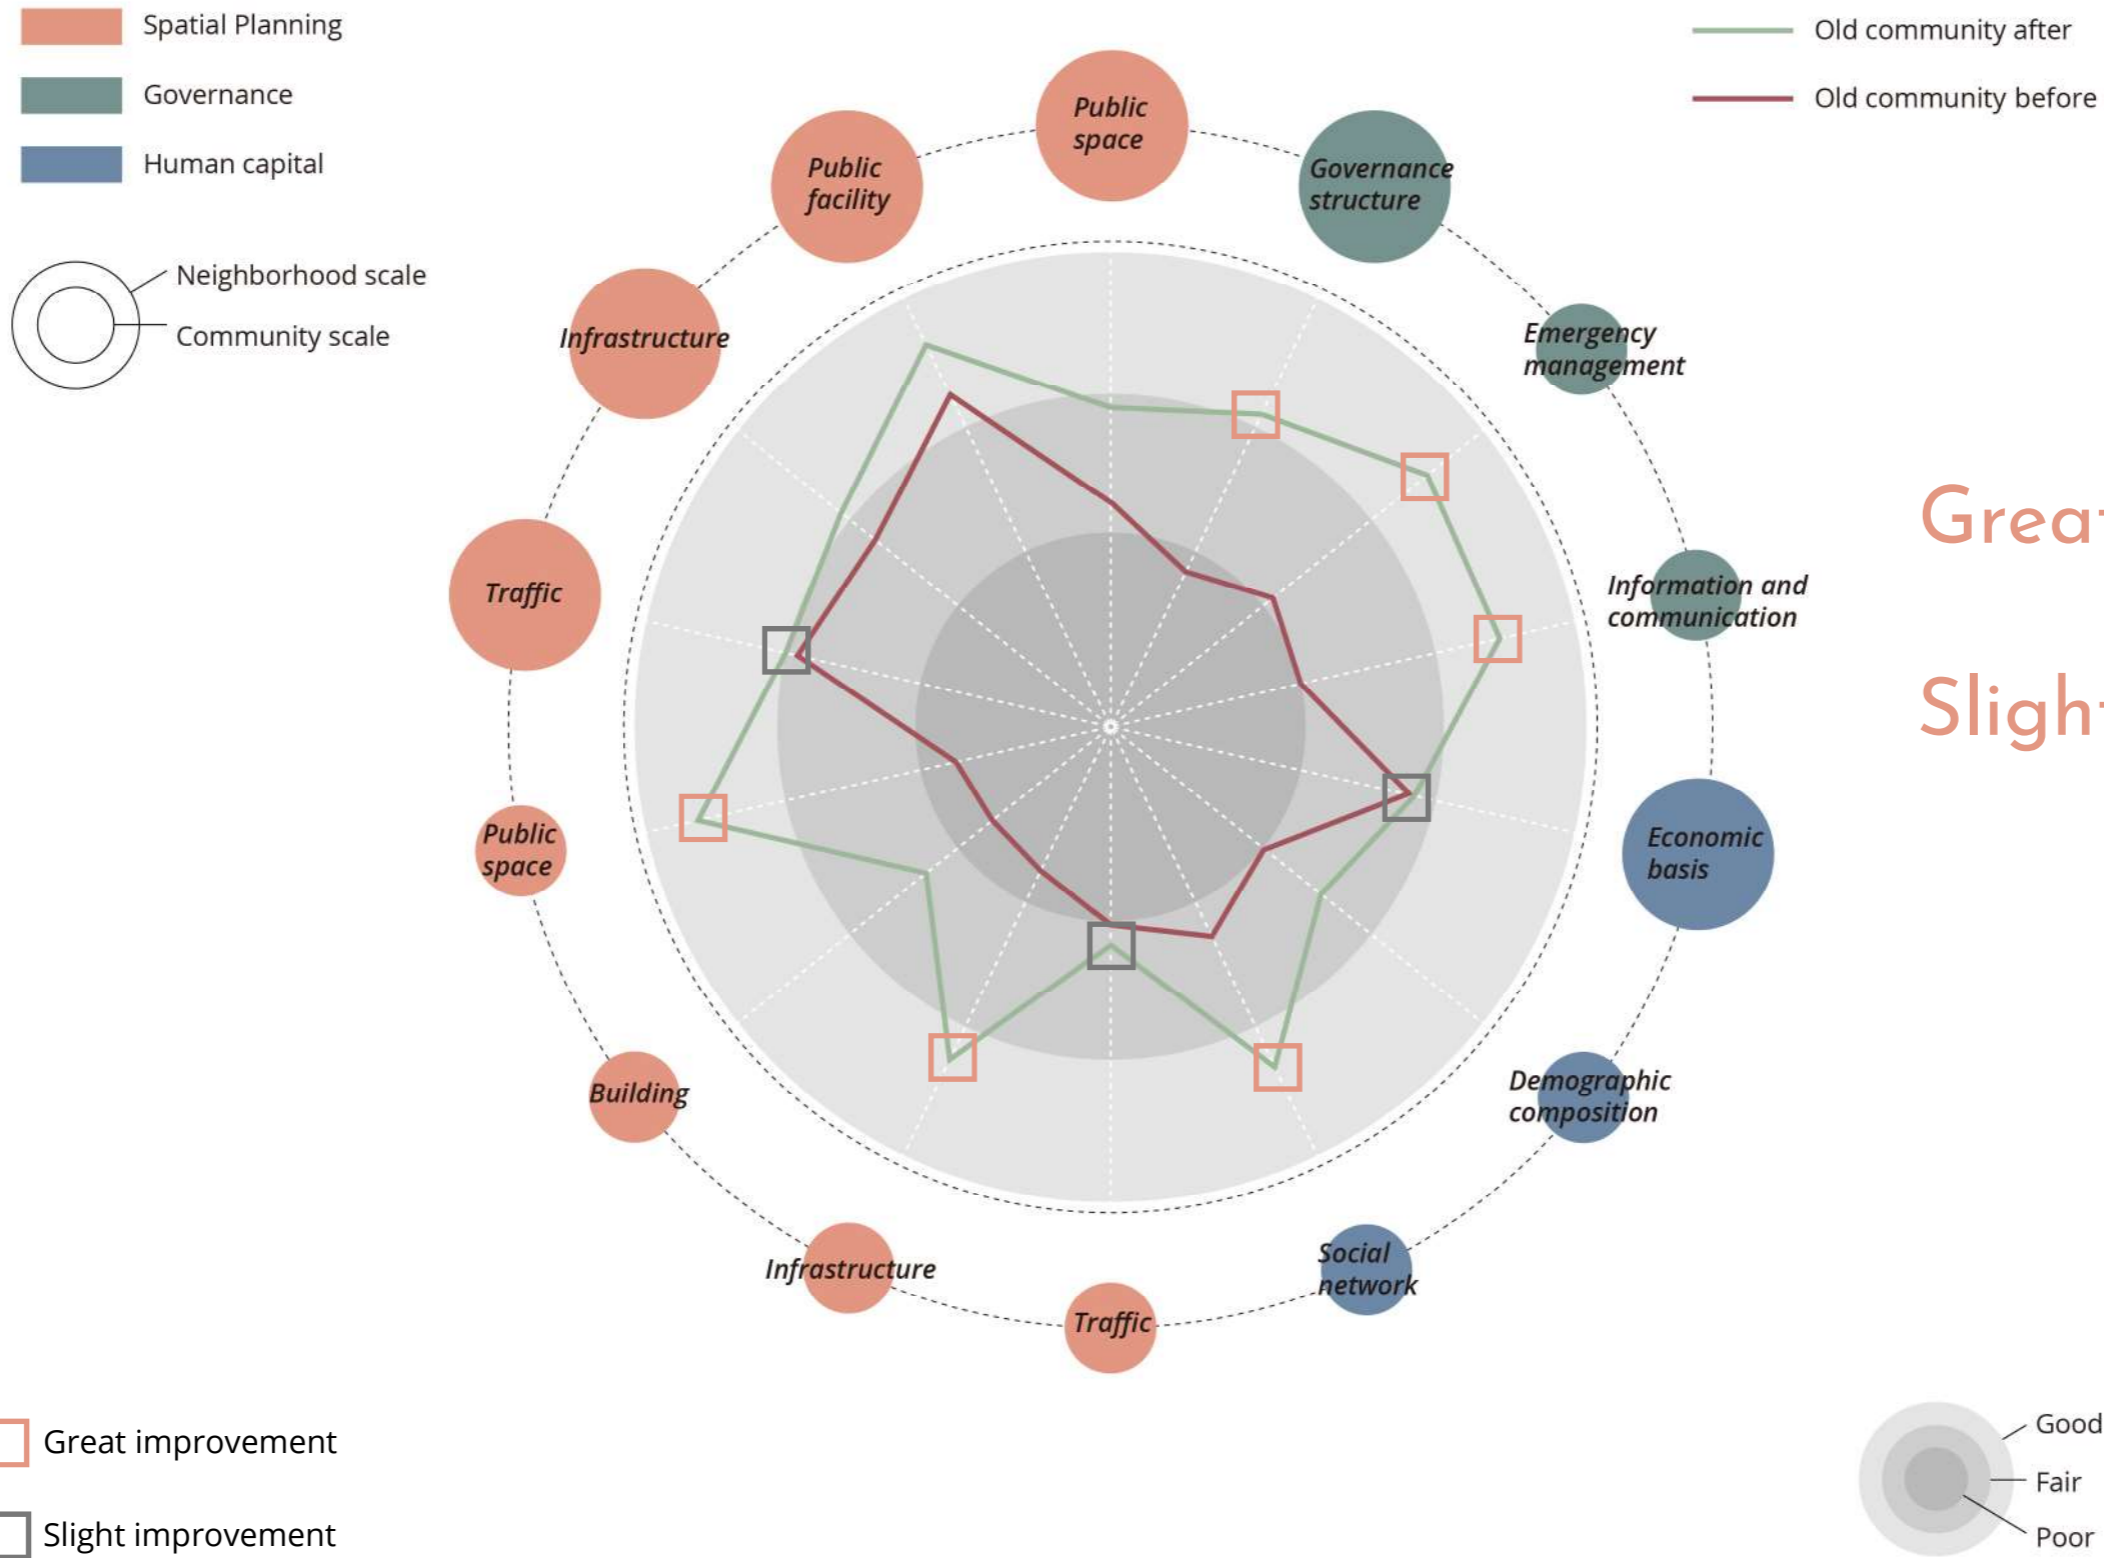 Spatial Planning
Governance
Human capital
Neighborhood scale
Community scale
Old community after
Old community before
Public
space
Governance
structure
Emergency
management
Information and
communication
Economic
basis
Demographic
composition
Social
network
Traffic
Infrastructure
Building
Public
space
Traffic
Infrastructure
Public
facility
Great
Slight
Great improvement
Slight improvement
Good
Fair
Poor